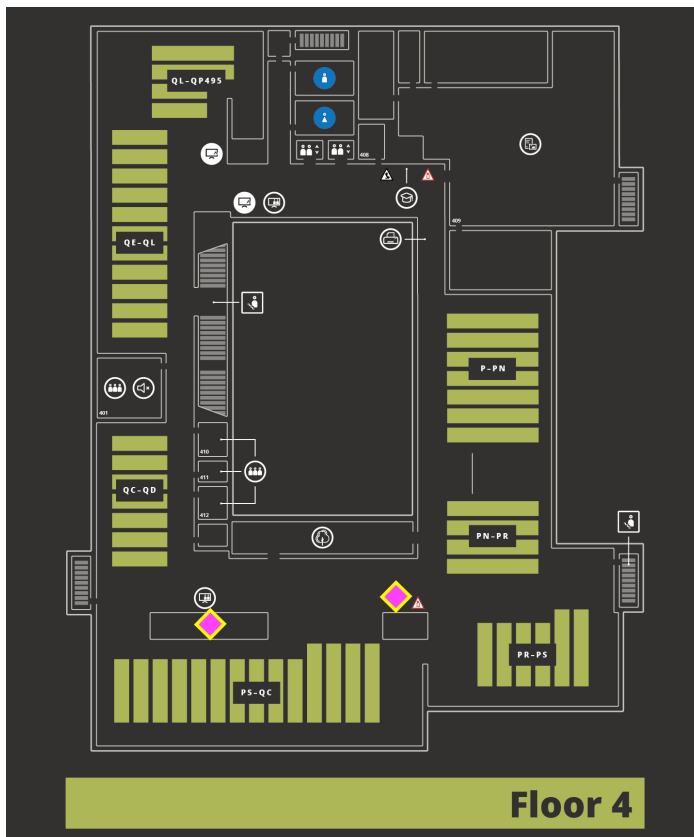 QL–QP495
408
409
QE–QL
P–PN
401
410
411
412
QC–QD
PN–PR
PR–PS
PS–QC
Floor 4